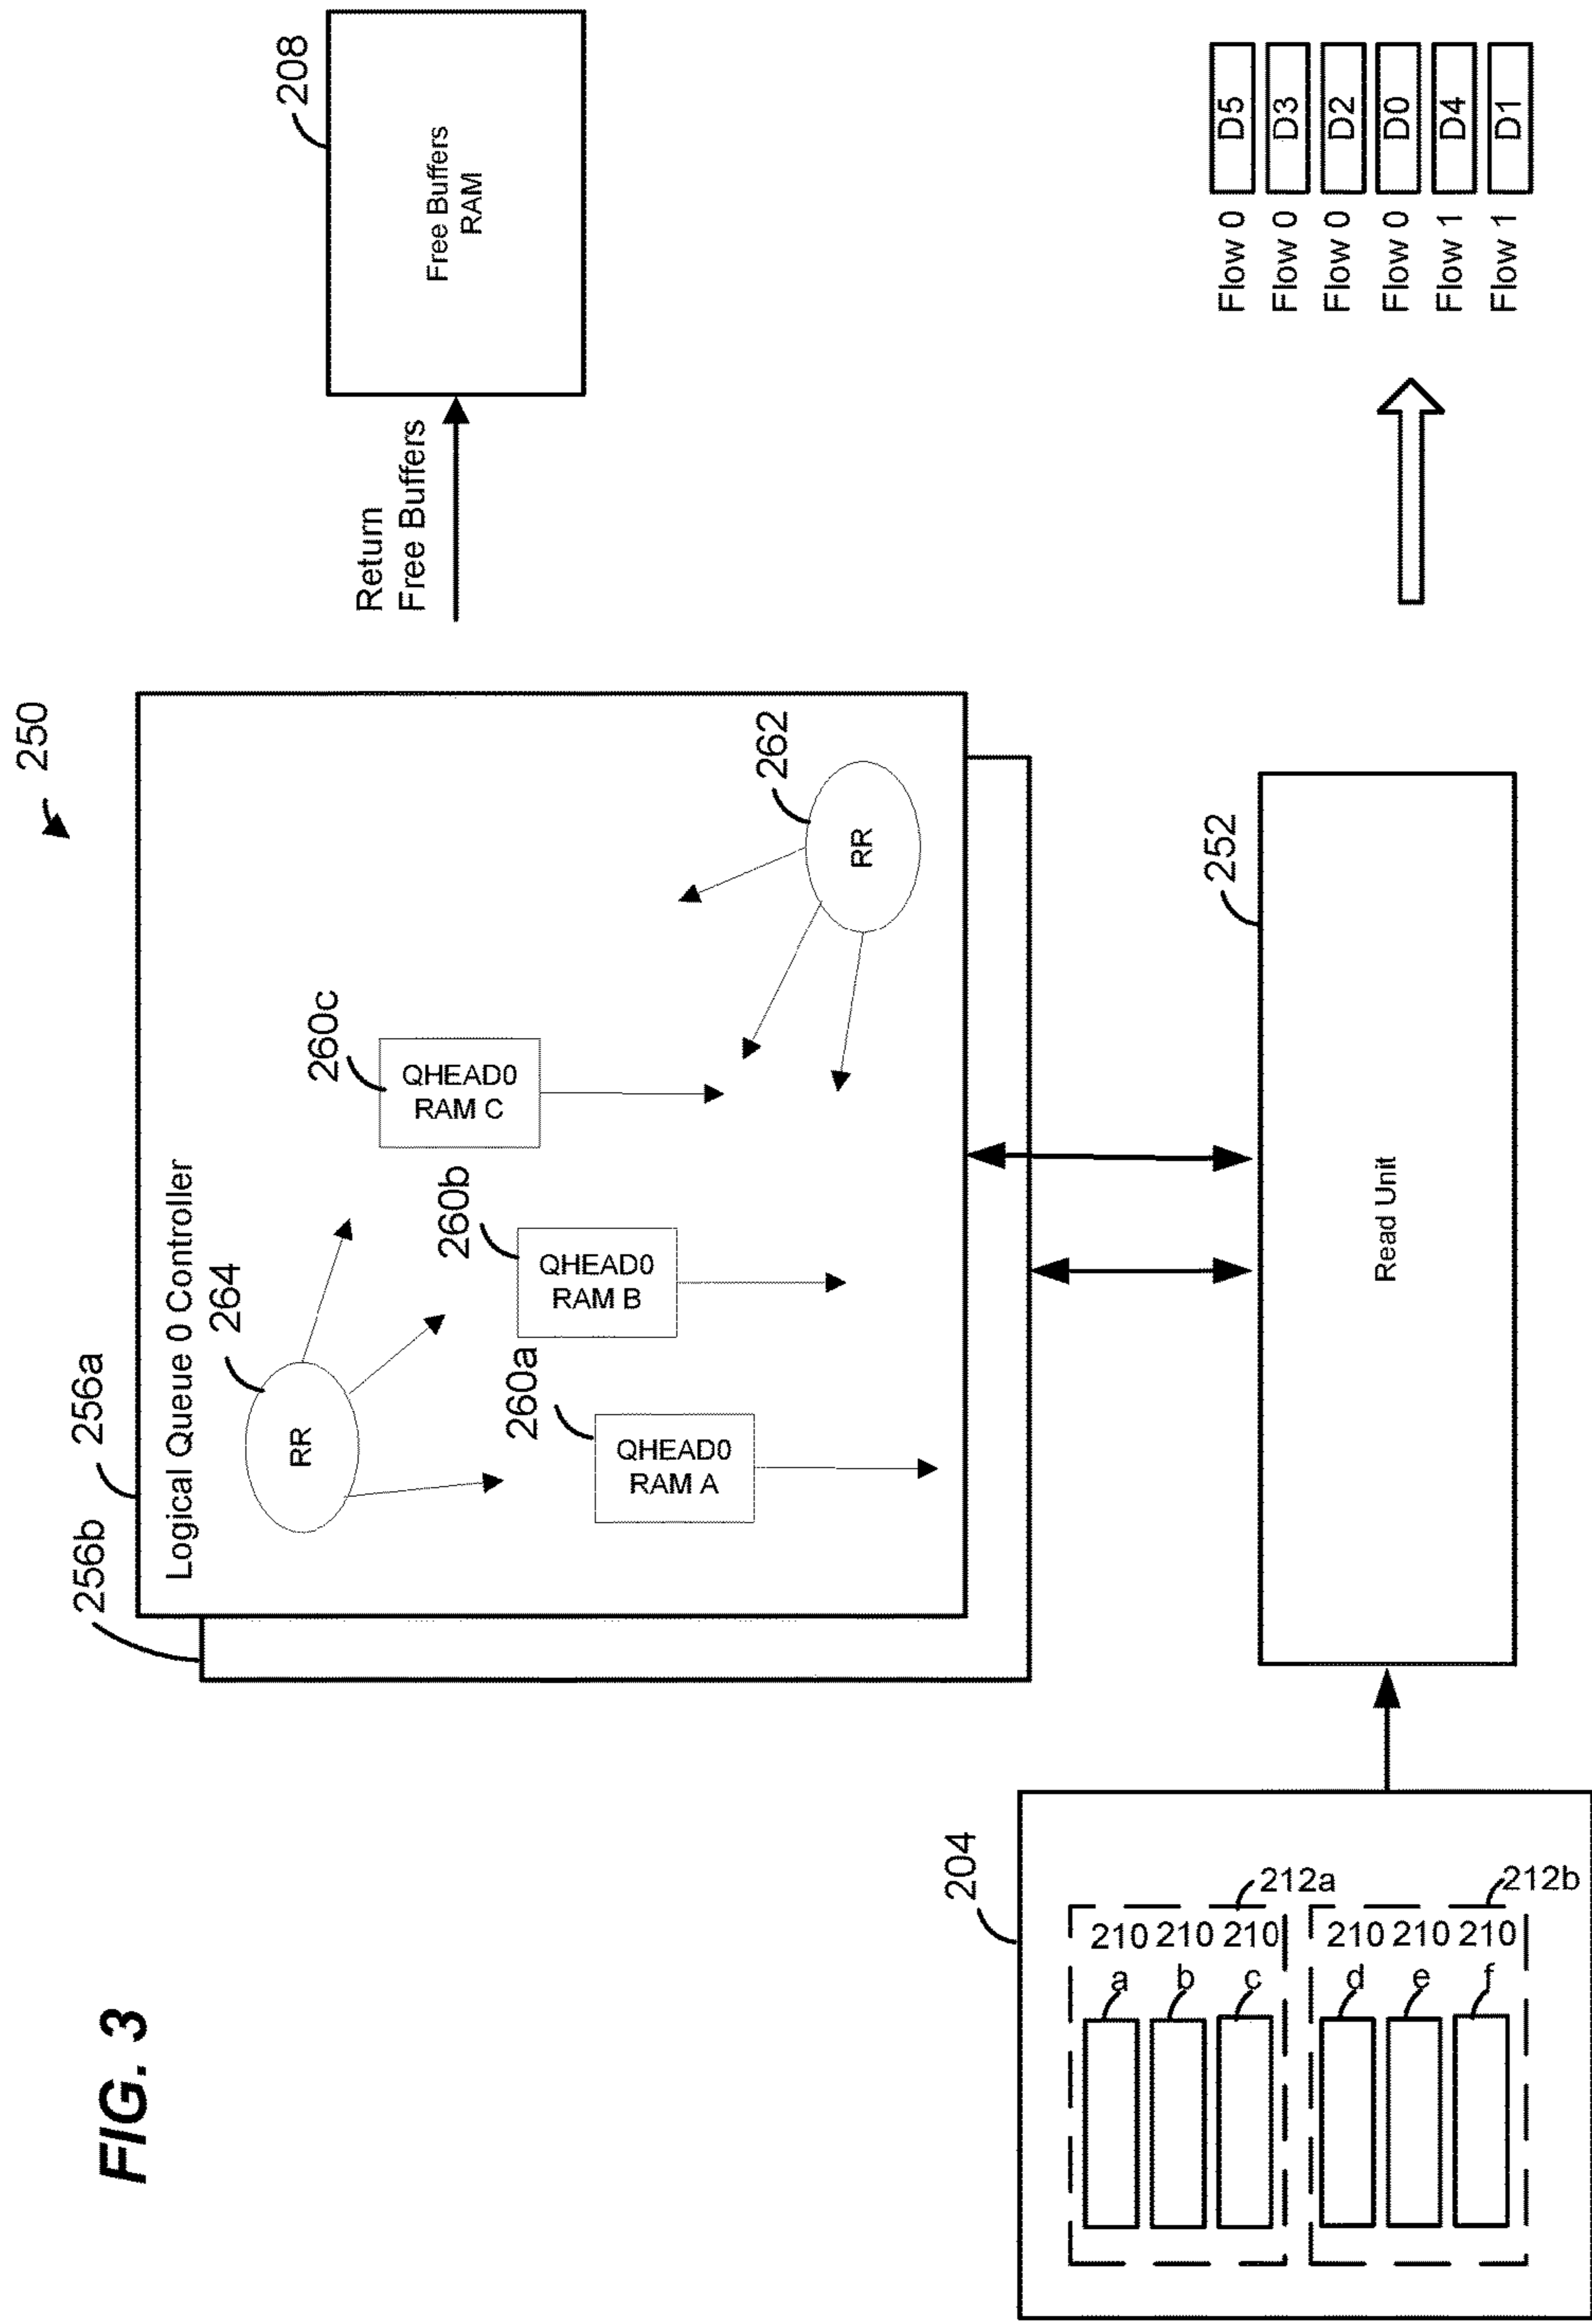 FIG. 3
250
256b
256a
Logical Queue 0 Controller
264
RR
260a
QHEAD0
RAM A
260b
QHEAD0
RAM B
260c
QHEAD0
RAM C
262
RR
Return
Free Buffers
208
Free Buffers
RAM
204
210 210 210
a
b
c
212a
210 210 210
d
e
f
212b
252
Read Unit
Flow 0 D5
Flow 0 D3
Flow 0 D2
Flow 0 D0
Flow 1 D4
Flow 1 D1